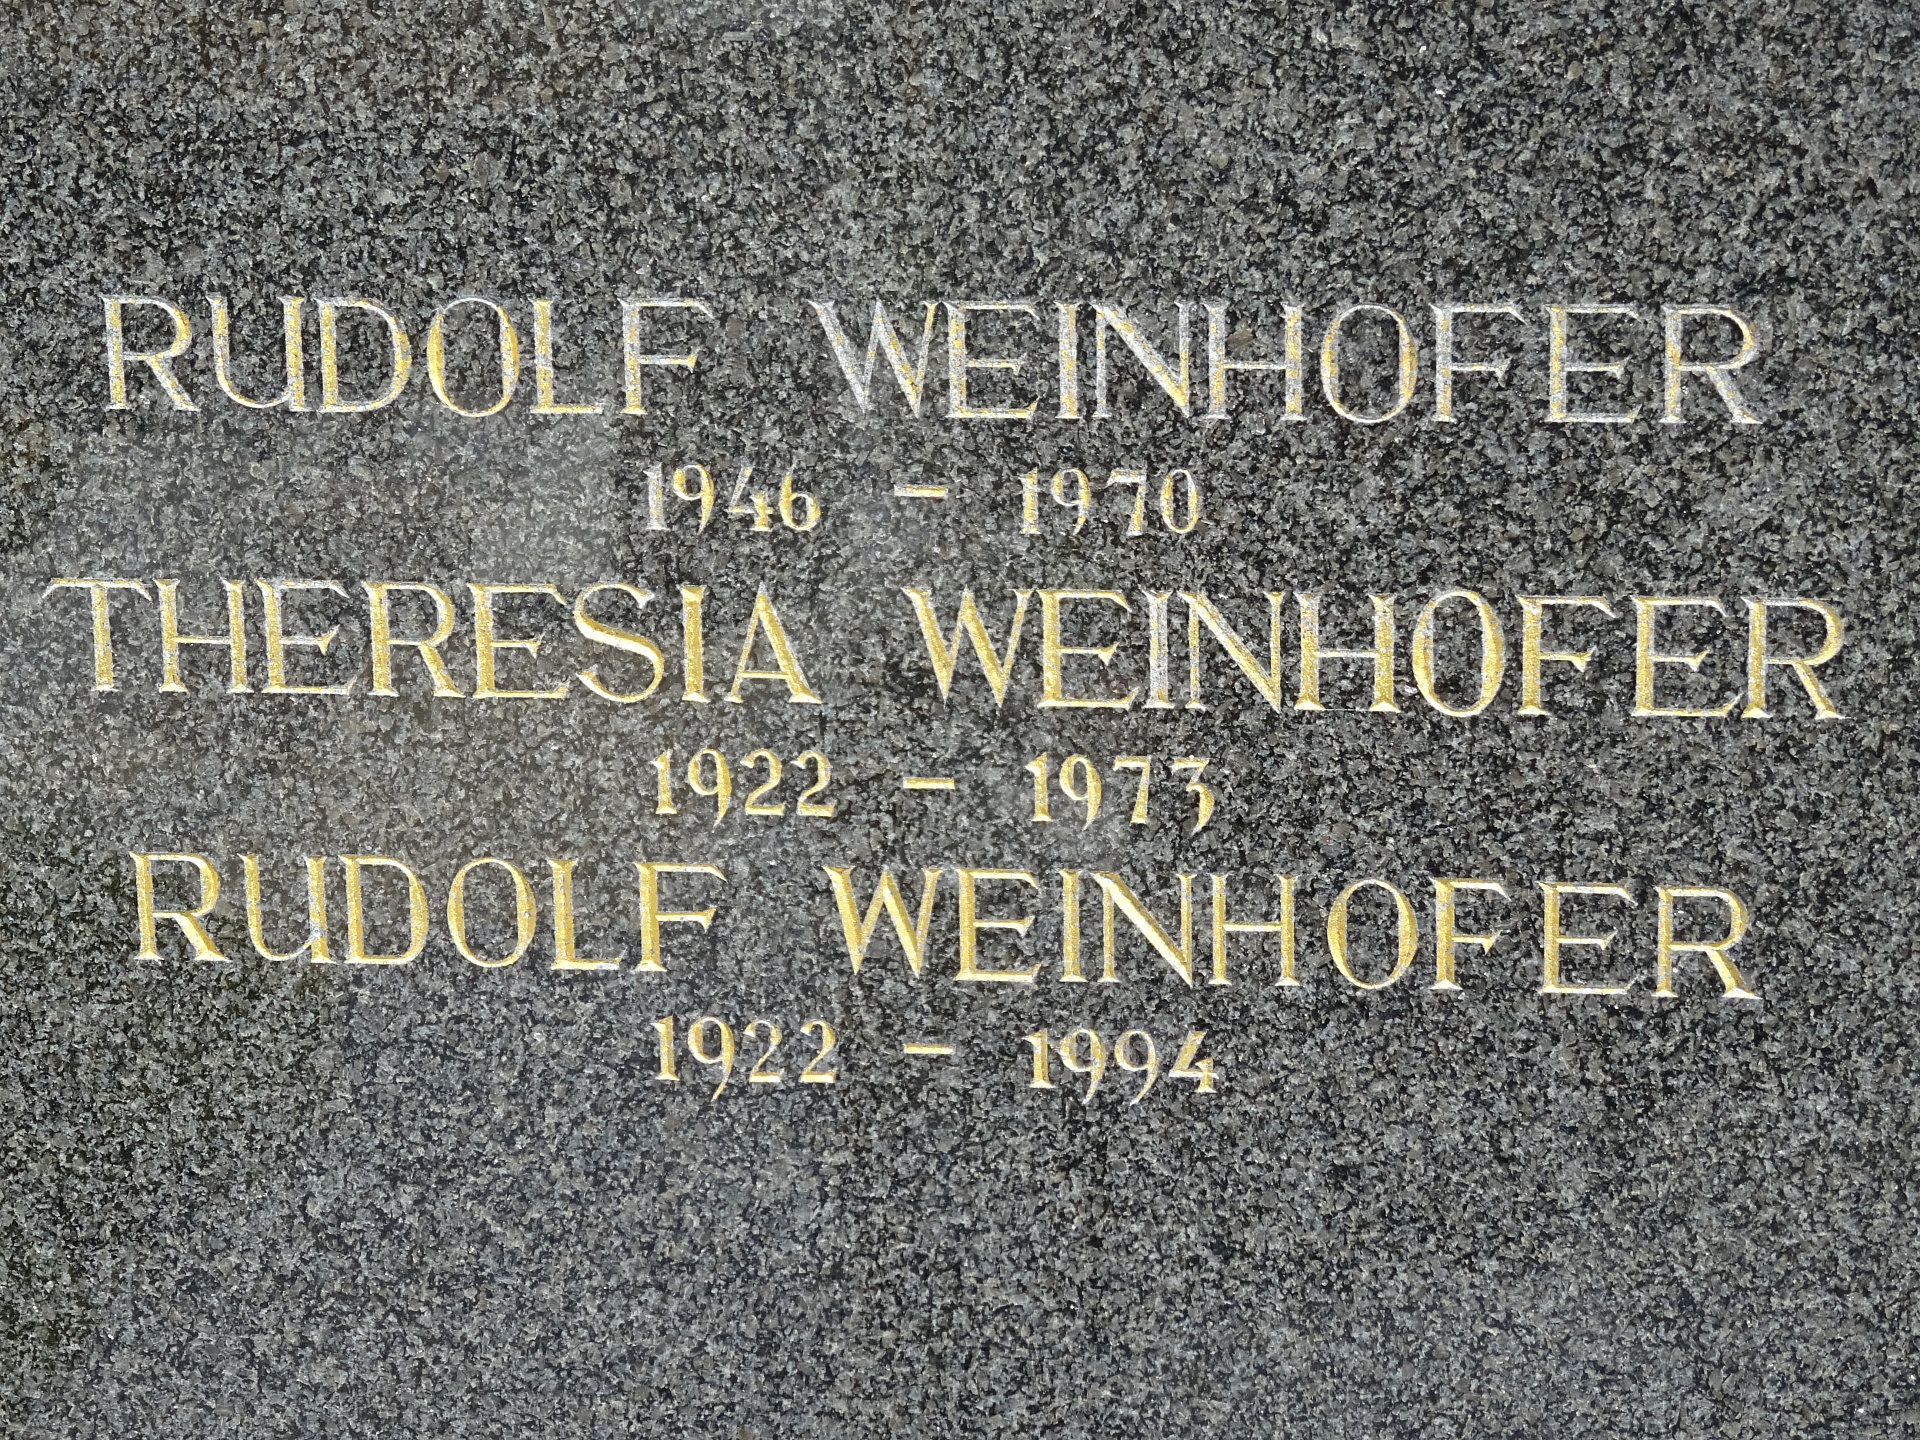 RUDOLF WEINHOFER
1946 - 1970
THERESIA WEINHOFER
1922 - 1973
RUDOLF WEINHOFER
1922 - 1994